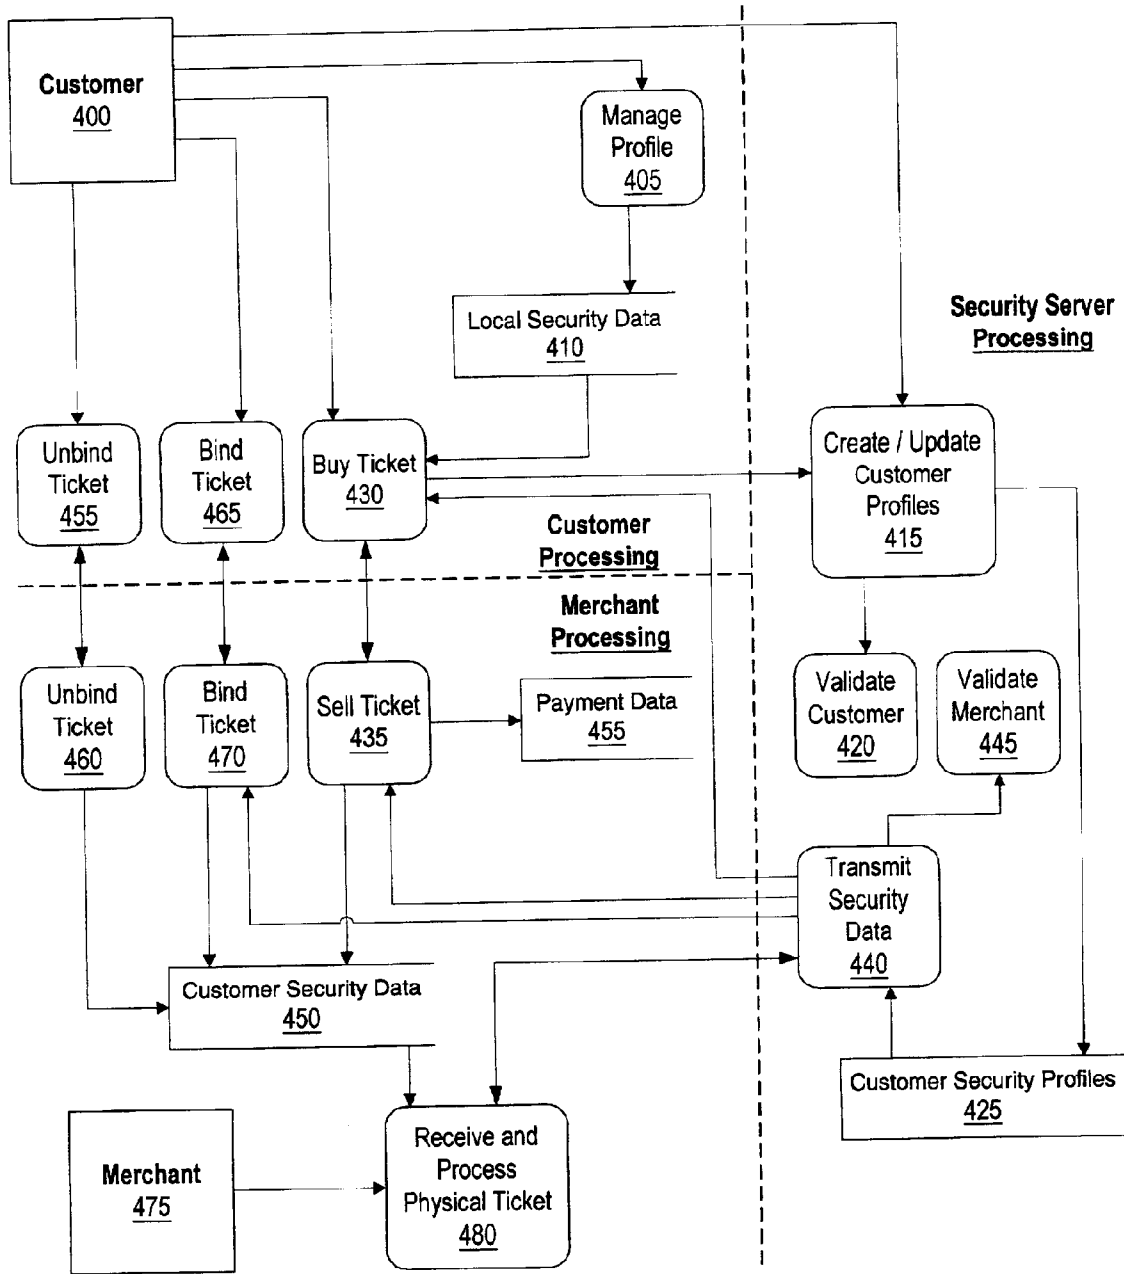 Customer
400
Manage
Profile
405
Local Security Data
410
Security Server
Processing
Unbind
Ticket
455
Bind
Ticket
465
Buy Ticket
430
Create / Update
Customer
Profiles
415
Customer
Processing
Merchant
Processing
Unbind
Ticket
460
Bind
Ticket
470
Sell Ticket
435
Payment Data
455
Validate
Customer
420
Validate
Merchant
445
Transmit
Security
Data
440
Customer Security Data
450
Customer Security Profiles
425
Merchant
475
Receive and
Process
Physical Ticket
480